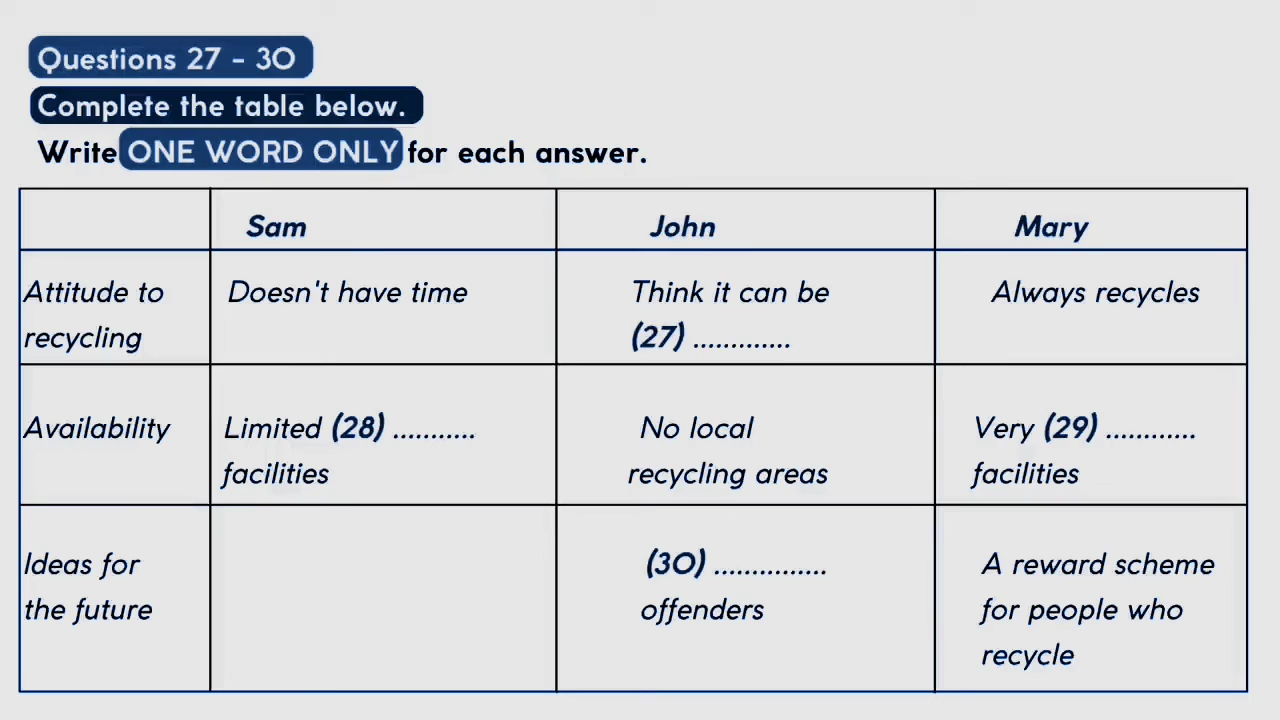 Questions 27 - 30
Complete the table below.
Write ONE WORD ONLY for each answer.
Sam John Mary
Attitude to recycling
Doesn't have time
Think it can be
(27) .............
Always recycles
Availability
Limited (28) ...........
facilities
No local
recycling areas
Very (29) ............
facilities
Ideas for
the future
(30) ...............
offenders
A reward scheme
for people who
recycle